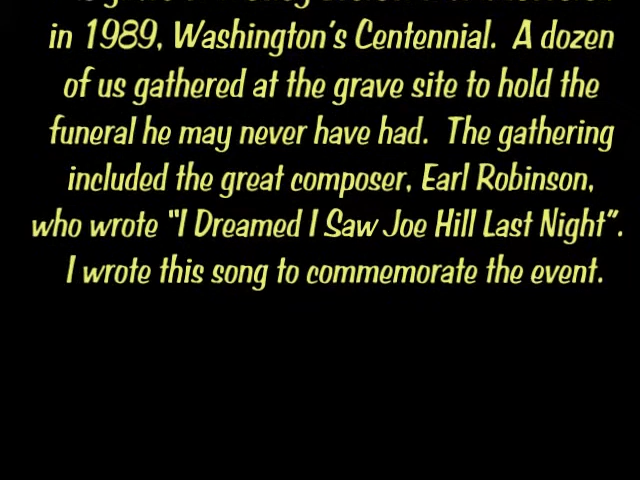 in 1989, Washington's Centennial. A dozen
of us gathered at the grave site to hold the
funeral he may never have had. The gathering
included the great composer, Earl Robinson,
who wrote "I Dreamed I Saw Joe Hill Last Night".
I wrote this song to commemorate the event.